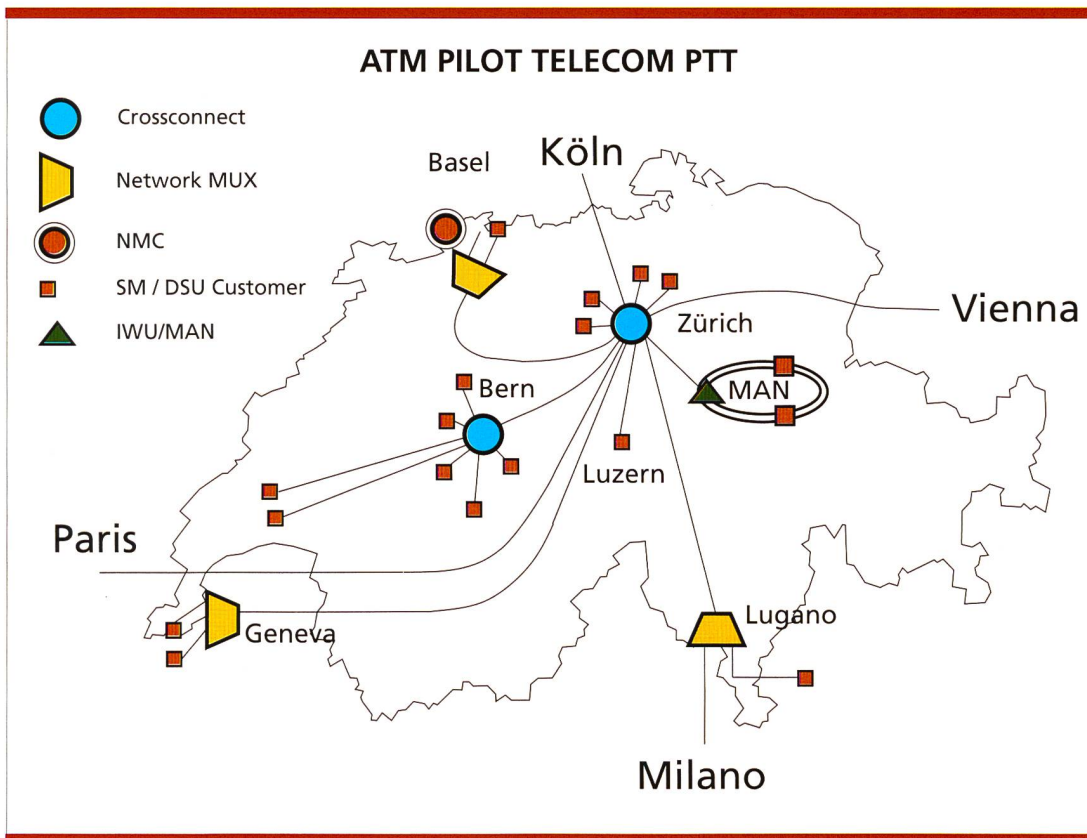 ATM PILOT TELECOM PTT
Crossconnect
Network MUX
NMC
SM / DSU Customer
IWU/MAN
Basel
Köln
Zürich
Vienna
Bern
MAN
Luzern
Paris
Geneva
Lugano
Milano